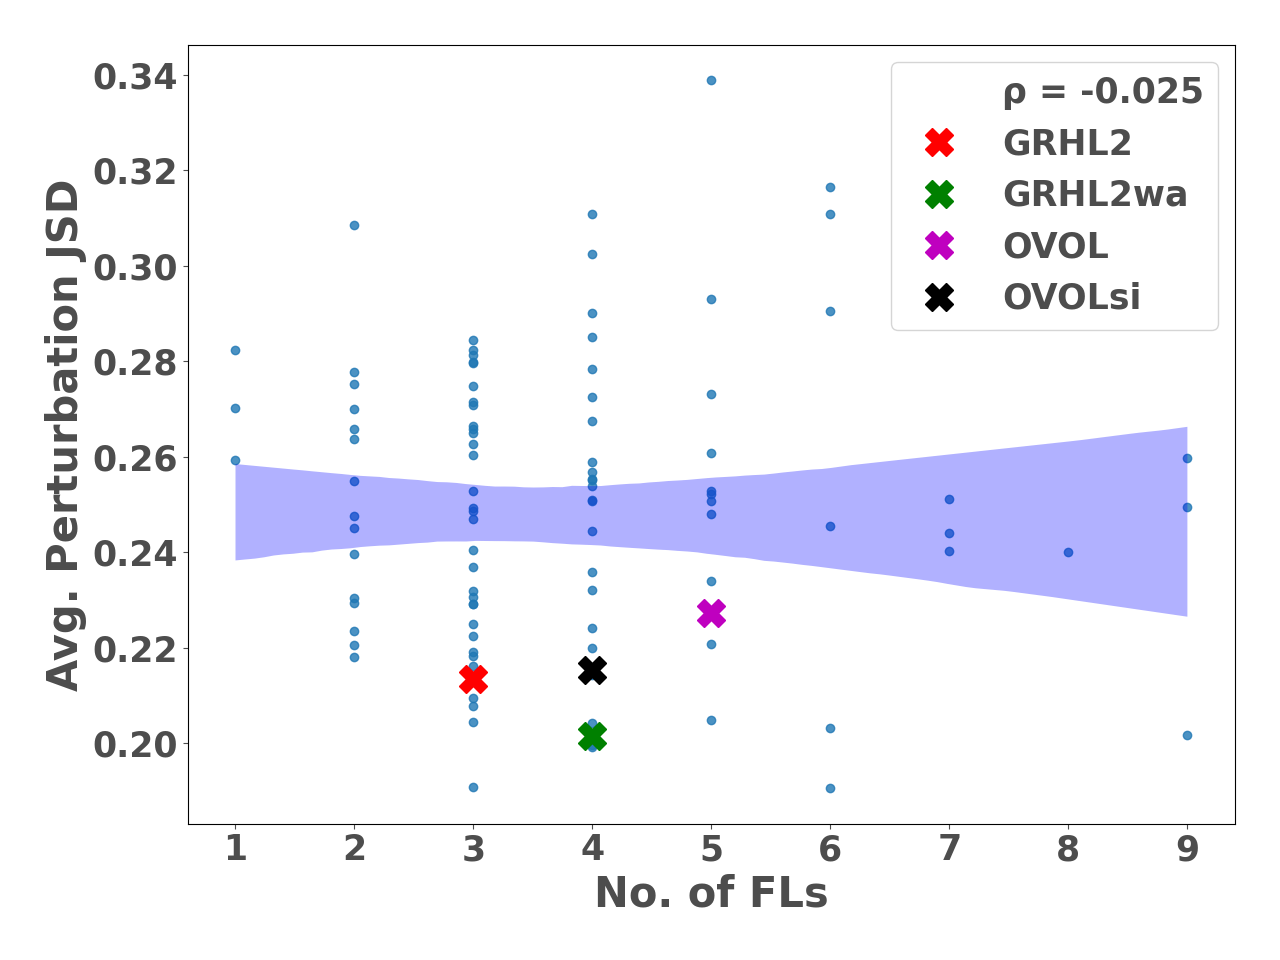 Avg. Perturbation JSD
0.34
0.32
0.30
0.28
0.26
0.24
0.22
0.20
ρ = -0.025
GRHL2
GRHL2wa
OVOL
OVOLsi
1 2 3 4 5 6 7 8 9
No. of FLs